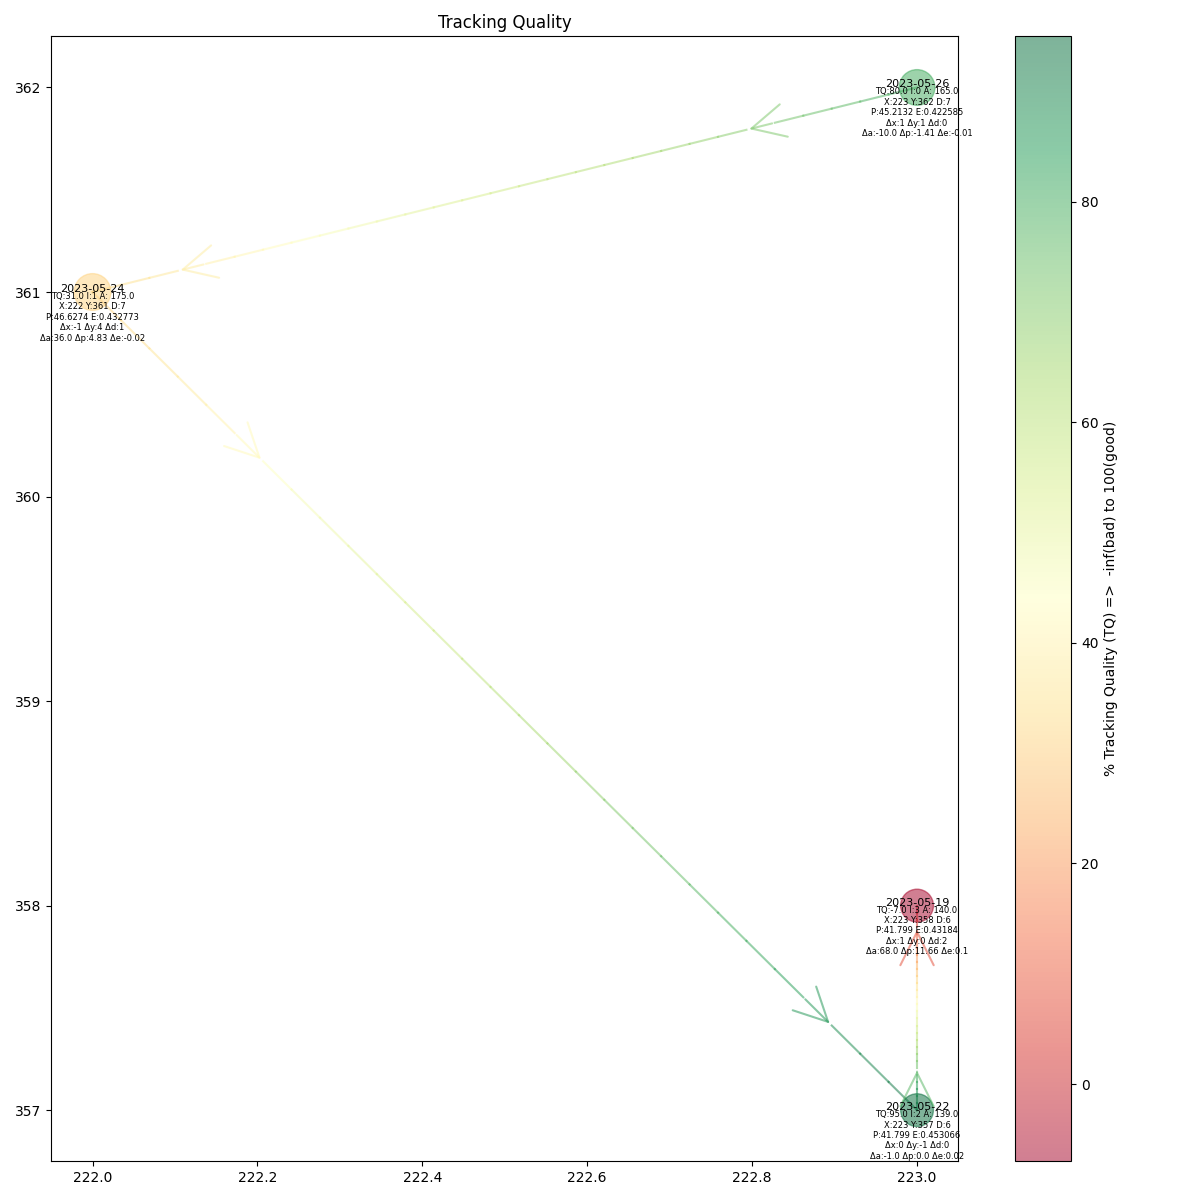 Tracking Quality
362
361
360
359
358
357
222.0
222.2
222.4
222.6
222.8
223.0
2023-05-26
TQ:80.0 I:0 A: 165.0
X:223 Y:362 D:7
P:45.2132 E:0.422585
Δx:1 Δy:1 Δd:0
Δa:-10.0 Δp:-1.41 Δe:-0.01
2023-05-24
TQ:31.0 I:1 A: 175.0
X:222 Y:361 D:7
P:46.6274 E:0.432773
Δx:-1 Δy:4 Δd:1
Δa:36.0 Δp:4.83 Δe:-0.02
2023-05-19
TQ:-7.0 I:3 A: 140.0
X:223 Y:358 D:6
P:41.799 E:0.43184
Δx:1 Δy:0 Δd:2
Δa:68.0 Δp:11.66 Δe:0.1
2023-05-22
TQ:95.0 I:2 A: 139.0
X:223 Y:357 D:6
P:41.799 E:0.453066
Δx:0 Δy:-1 Δd:0
Δa:-1.0 Δp:0.0 Δe:0.02
80
60
40
20
0
% Tracking Quality (TQ) => -inf(bad) to 100(good)